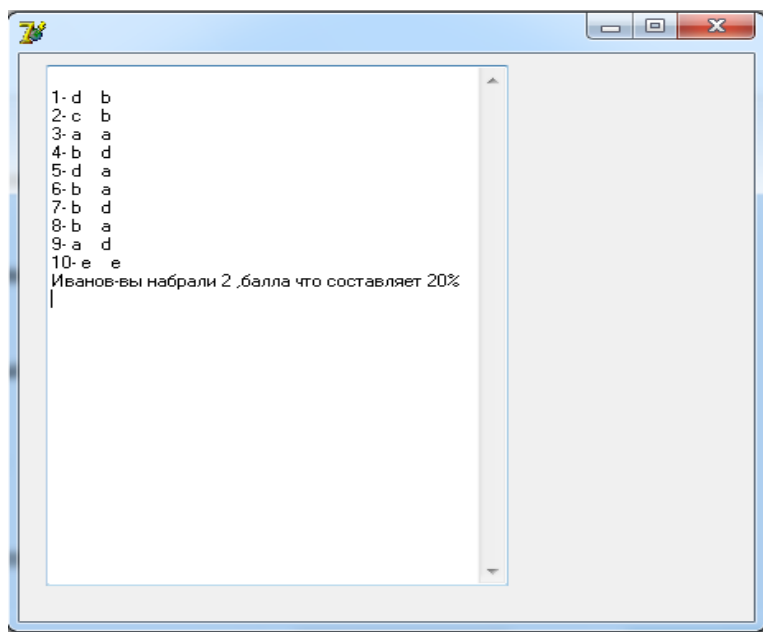 1- d b
2- c b
3- a a
4- b d
5- d a
6- b a
7- b d
8- b a
9- a d
10- e e
Иванов-вы набрали 2 ,балла что составляет 20%